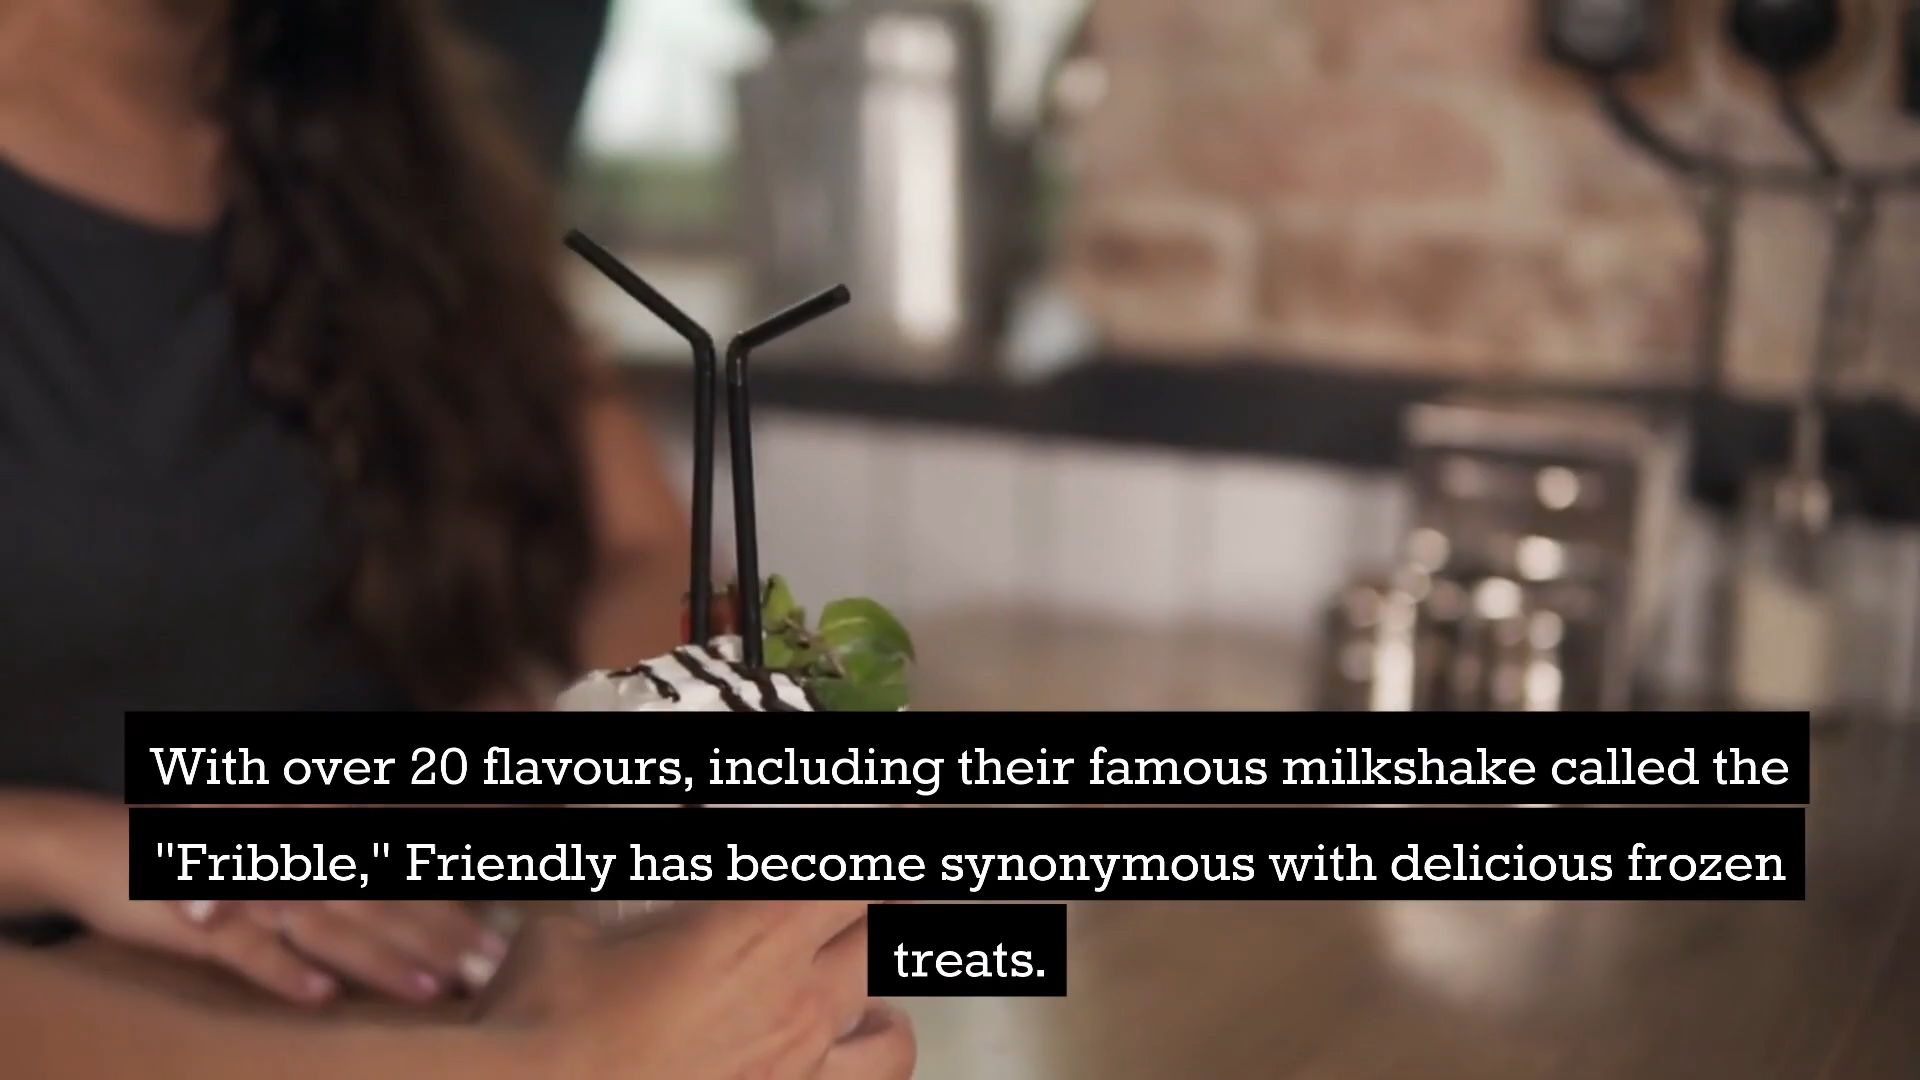 With over 20 flavours, including their famous milkshake called the
"Fribble," Friendly has become synonymous with delicious frozen
treats.